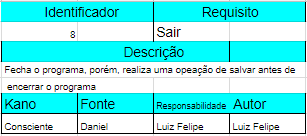 Identificador Requisito
8 Sair
Descrição
Fecha o programa, porém, realiza uma opeação de salvar antes de
encerrar o programa
Kano Fonte Responsabilidade Autor
Consciente Daniel Luiz Felipe Luiz Felipe